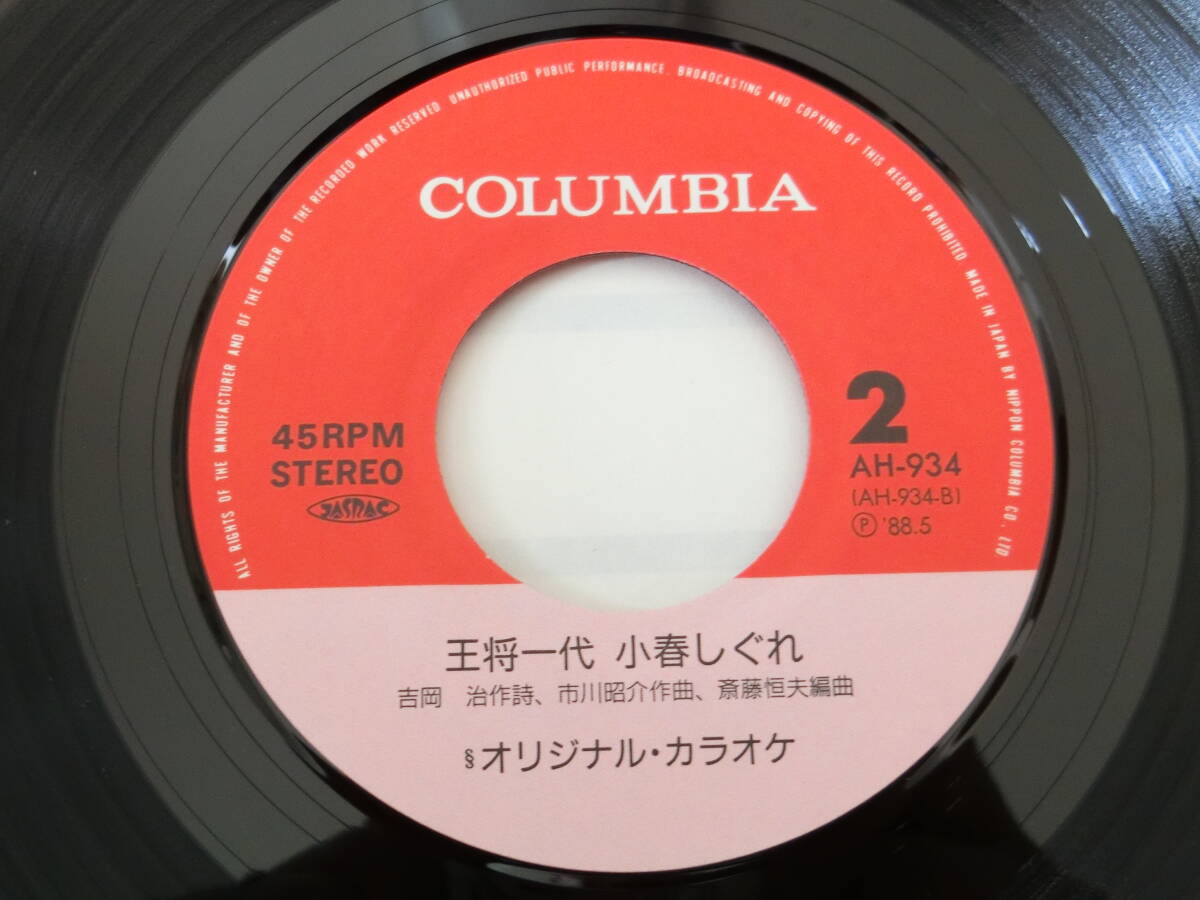 ALL RIGHTS OF THE MANUFACTURER AND OF THE OWNER OF THE RECORDED WORK RESERVED. UNAUTHORIZED PUBLIC PERFORMANCE, BROADCASTING AND COPYING OF THIS RECORD PROHIBITED. MADE IN JAPAN BY NIPPON COLUMBIA CO., LTD
COLUMBIA
45RPM
STEREO
JASRAC
2
AH-934
(AH-934-B)
Ⓟ '88.5
王将一代 小春しぐれ
吉岡　治作詩、市川昭介作曲、斎藤恒夫編曲
§オリジナル・カラオケ